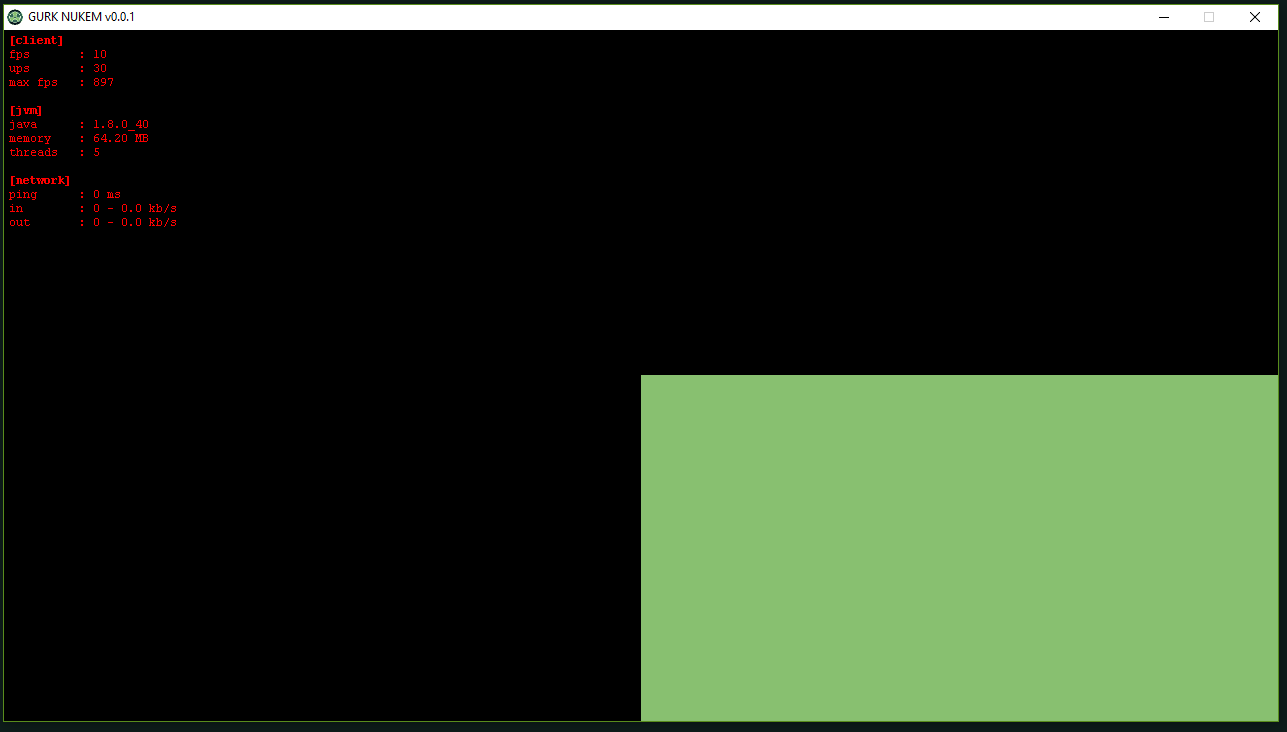 GURK NUKEM v0.0.1
[client]
fps : 10
ups : 30
max fps : 897
[jvm]
java : 1.8.0_40
memory : 64.20 MB
threads : 5
[network]
ping : 0 ms
in : 0 - 0.0 kb/s
out : 0 - 0.0 kb/s